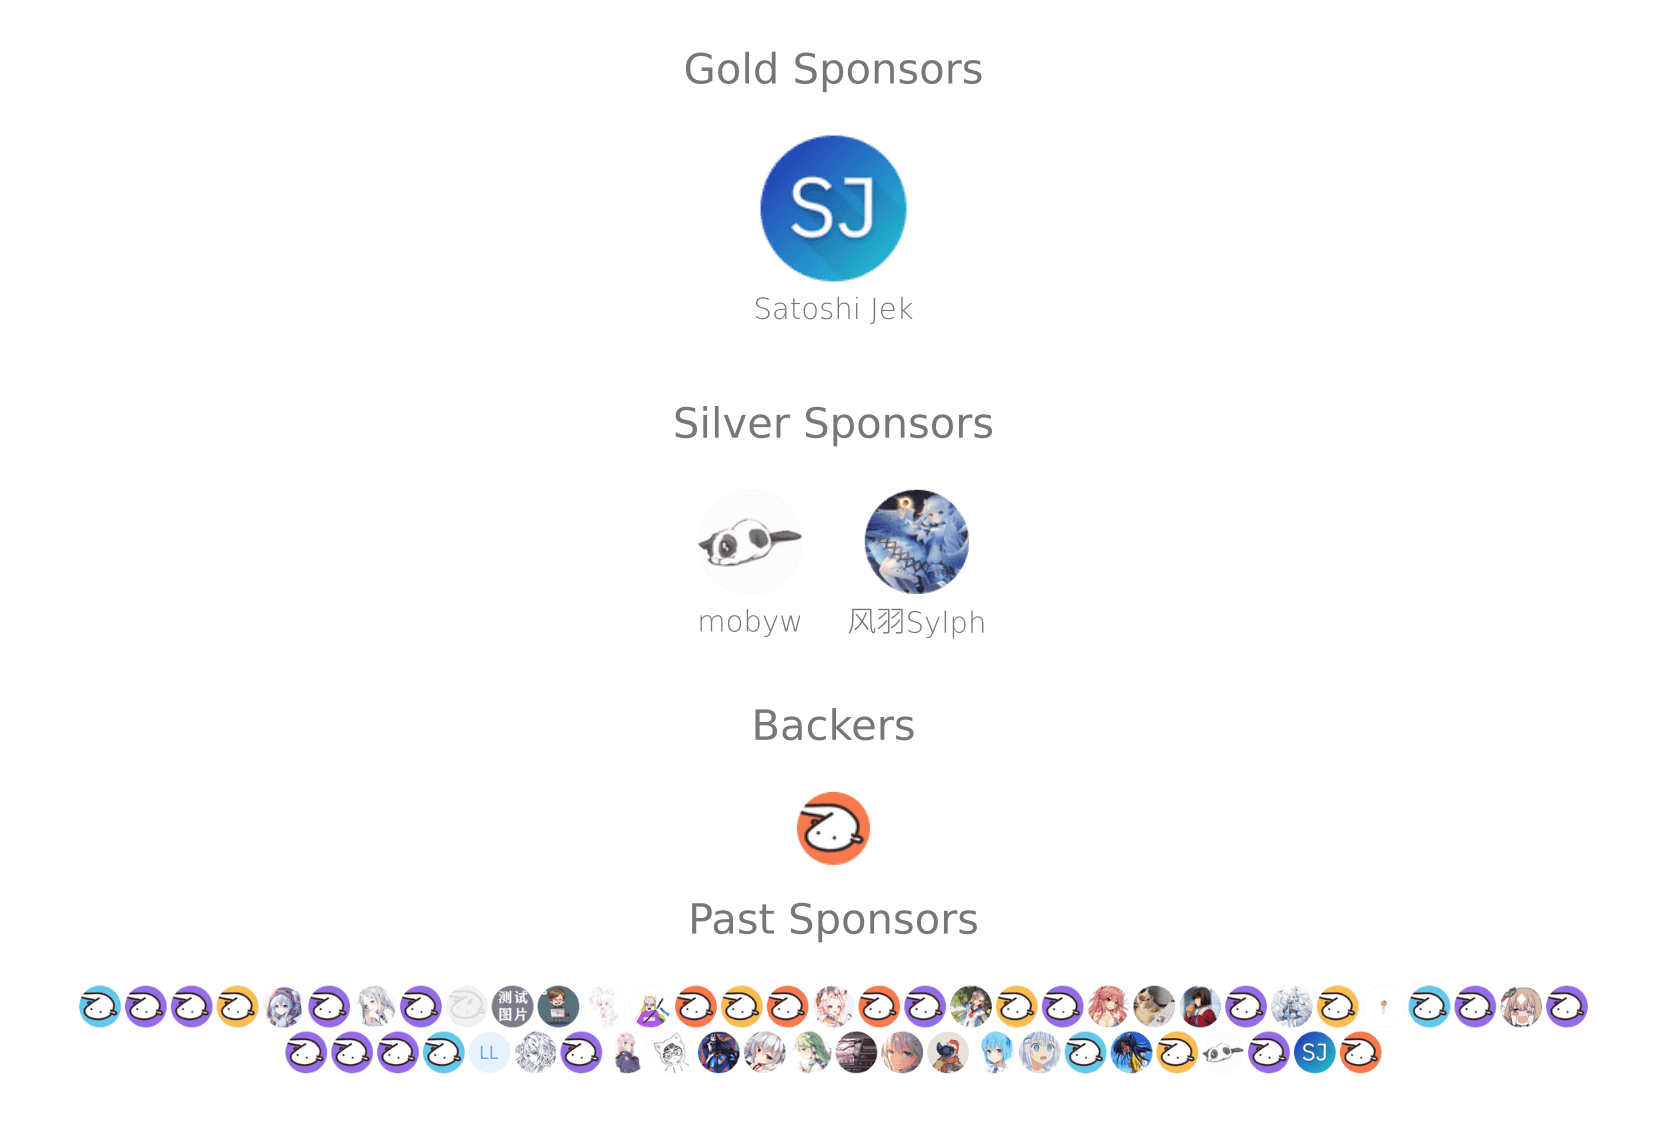 Gold Sponsors
SJ
Satoshi Jek
Silver Sponsors
mobyw 风羽Sylph
Backers
Past Sponsors
测试
图片
LL SJ